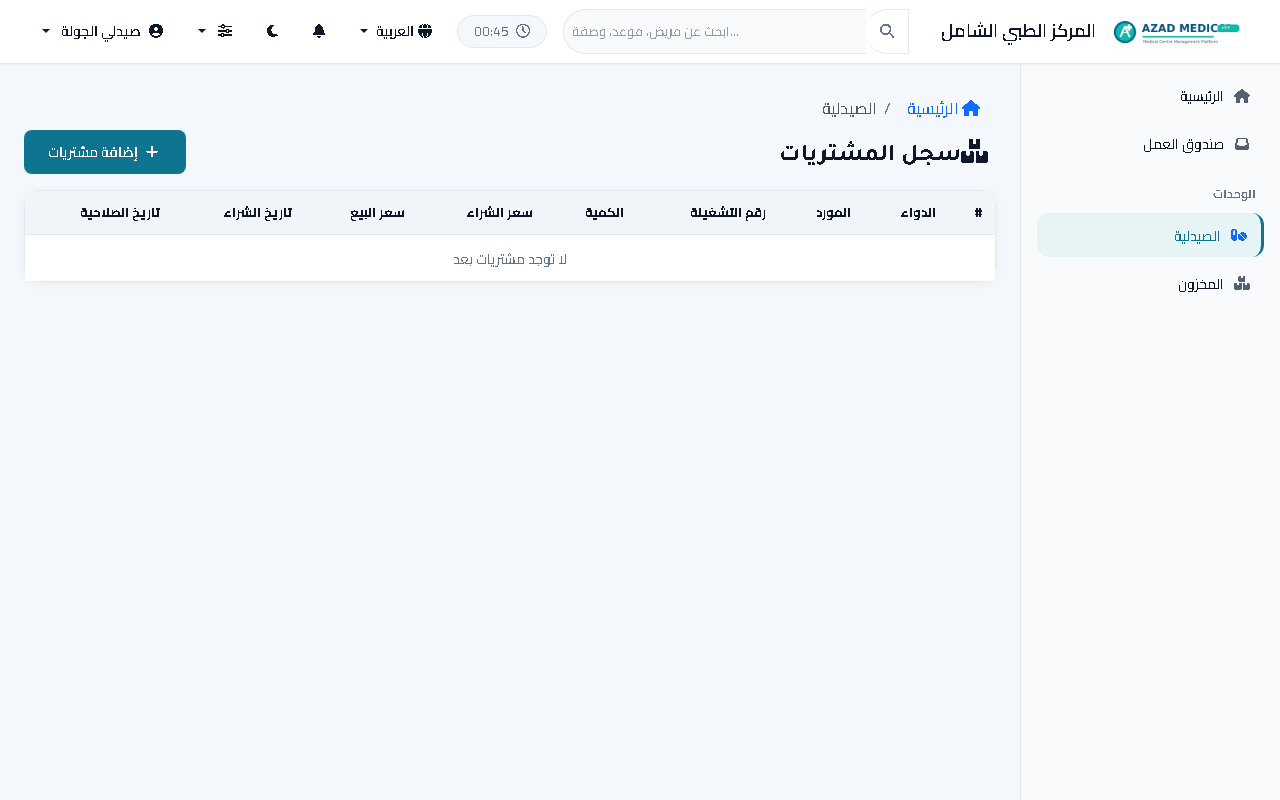 AZAD MEDIC
Medical Centre Management Platform
المركز الطبي الشامل
ابحث عن مريض، موعد، وصفة...
00:45
العربية
صيدلي الجولة
الرئيسية
صندوق العمل
الوحدات
الصيدلية
المخزون
الرئيسية / الصيدلية
سجل المشتريات
إضافة مشتريات
# الدواء المورد رقم التشغيلة الكمية سعر الشراء سعر البيع تاريخ الشراء تاريخ الصلاحية
لا توجد مشتريات بعد